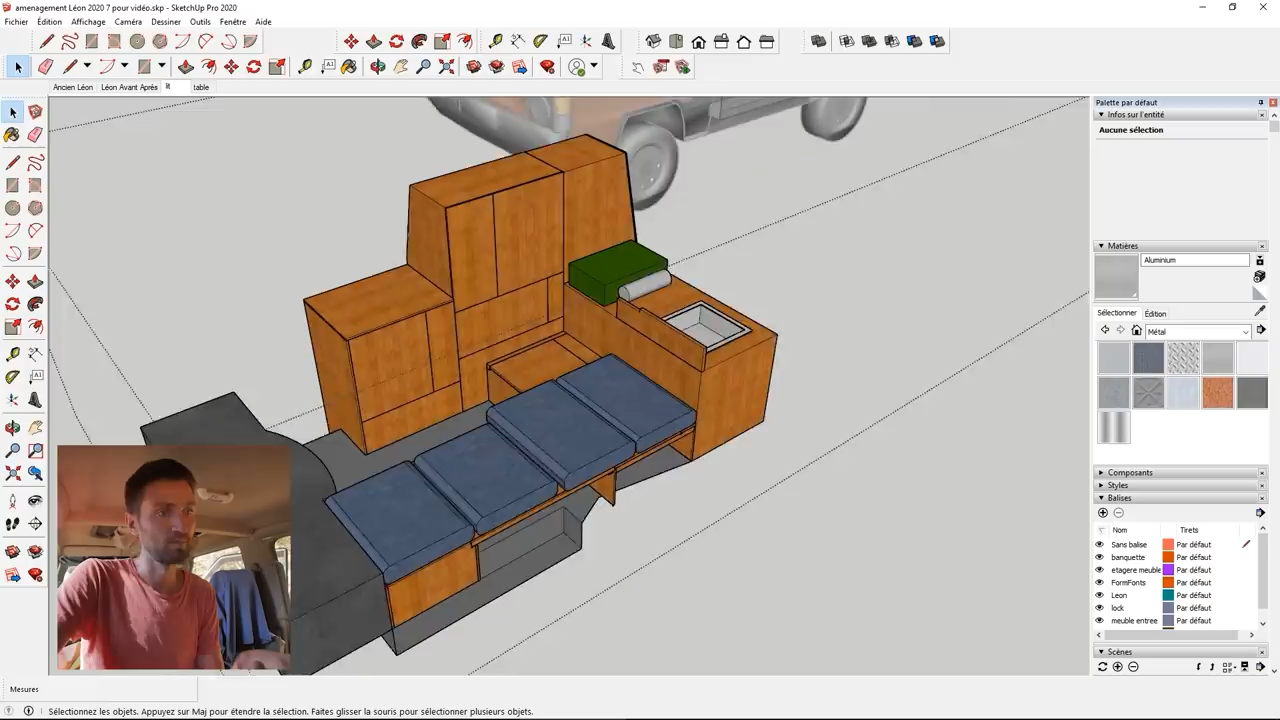 amenagement Léon 2020 7 pour vidéo.skp - SketchUp Pro 2020
Fichier Édition Affichage Caméra Dessiner Outils Fenêtre Aide
Ancien Léon Léon Avant Après lit table
Palette par défaut
Infos sur l'entité
Aucune sélection
Matières
Aluminium
Sélectionner Édition
Métal
Composants
Styles
Balises
Nom Tirets
Sans balise Par défaut
banquette Par défaut
etagere meuble Par défaut
FormFonts Par défaut
Leon Par défaut
lock Par défaut
meuble entree Par défaut
Scènes
Mesures
Sélectionnez les objets. Appuyez sur Maj pour étendre la sélection. Faites glisser la souris pour sélectionner plusieurs objets.